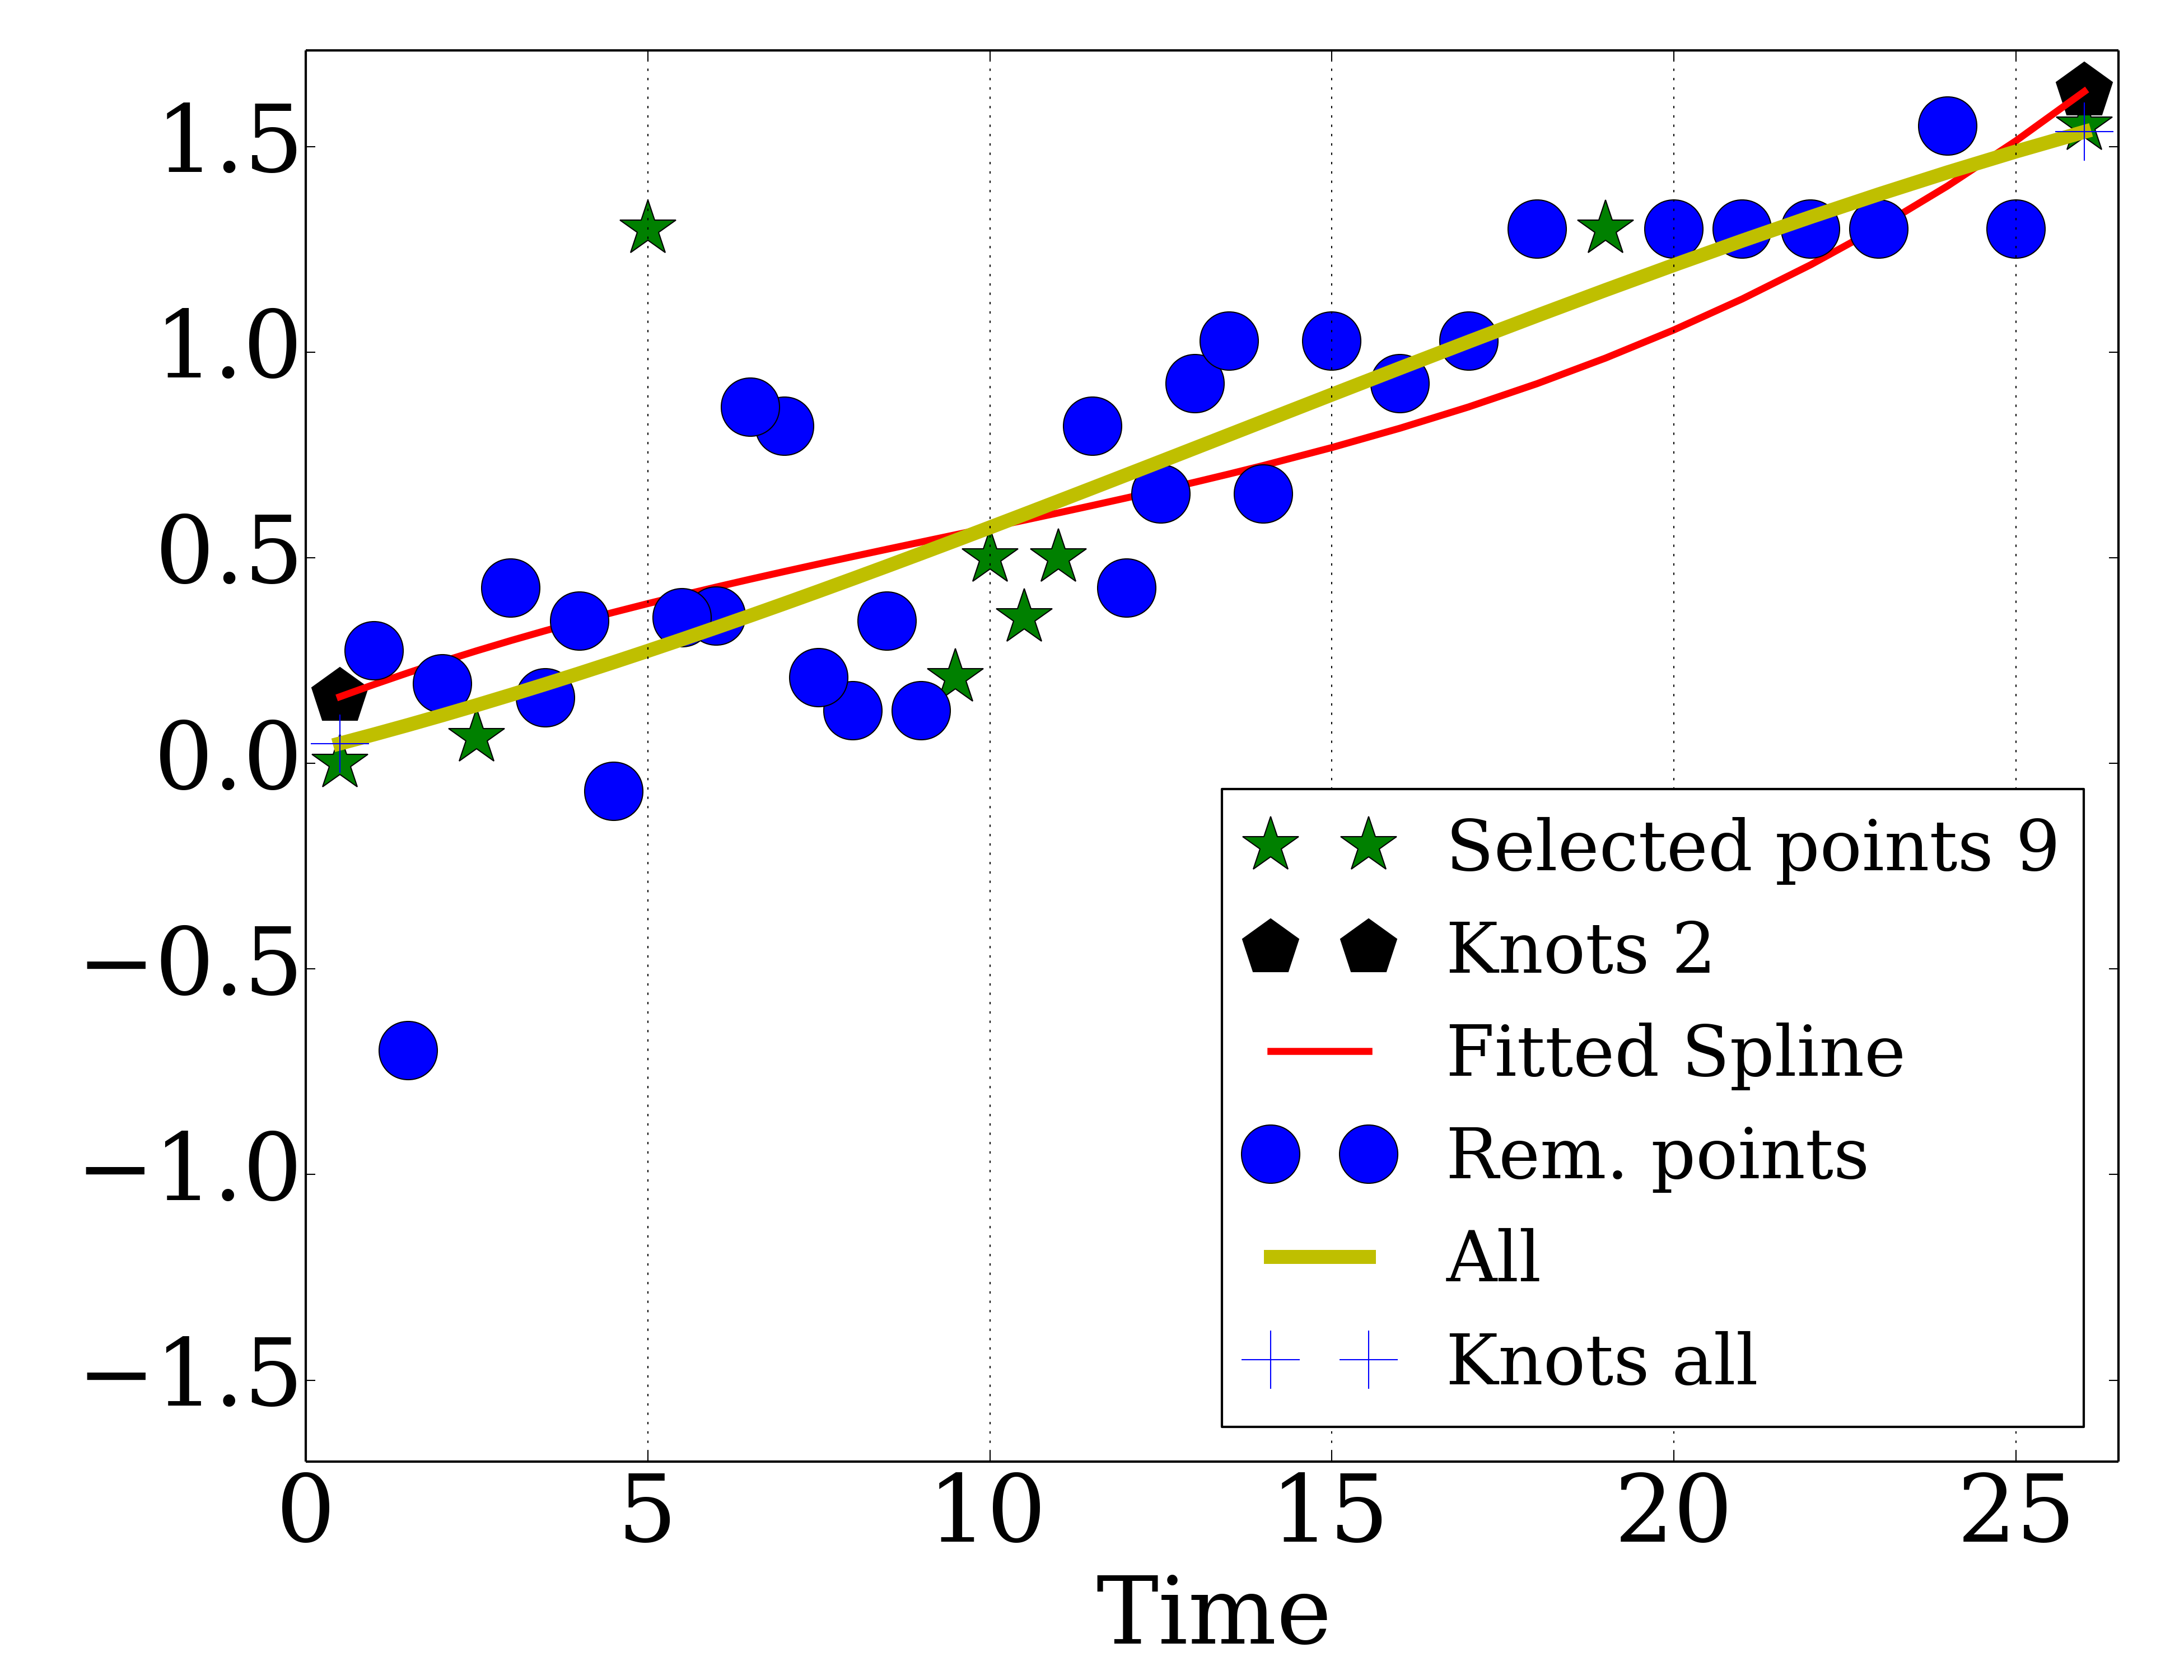 1.5
1.0
0.5
0.0
−0.5
−1.0
−1.5
0 5 10 15 20 25
Time
Selected points 9
Knots 2
Fitted Spline
Rem. points
All
Knots all